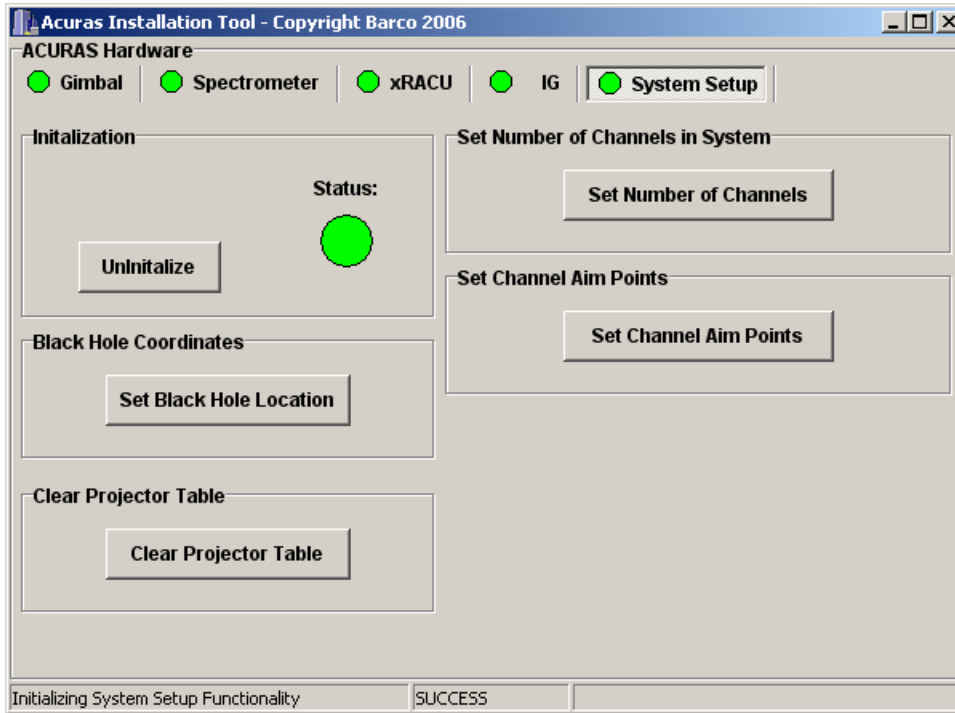 Acuras Installation Tool - Copyright Barco 2006
ACURAS Hardware
Gimbal Spectrometer xRACU IG System Setup
Initalization
Status:
UnInitalize
Set Number of Channels in System
Set Number of Channels
Set Channel Aim Points
Set Channel Aim Points
Black Hole Coordinates
Set Black Hole Location
Clear Projector Table
Clear Projector Table
Initializing System Setup Functionality SUCCESS